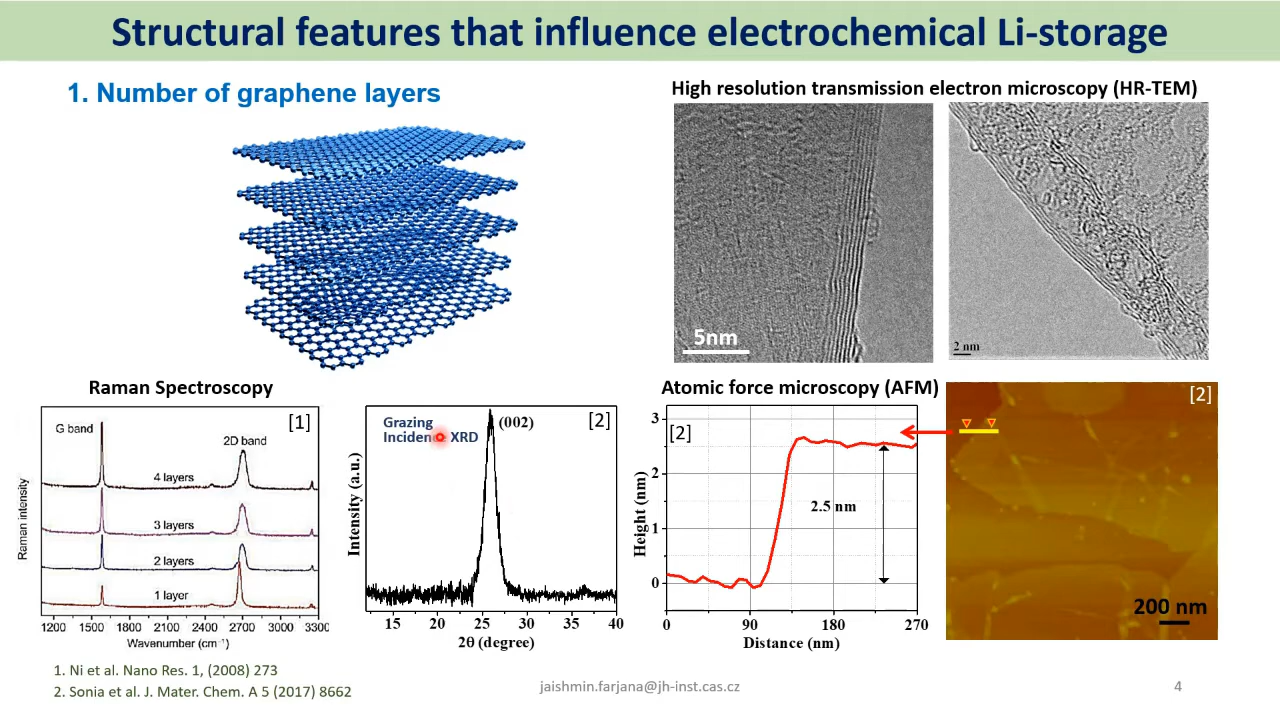 Structural features that influence electrochemical Li-storage
1. Number of graphene layers
High resolution transmission electron microscopy (HR-TEM)
5nm
2 nm
Raman Spectroscopy
[1]
G band
2D band
4 layers
3 layers
2 layers
1 layer
Raman intensity
1200 1500 1800 2100 2400 2700 3000 3300
Wavenumber (cm⁻¹)
Grazing
XRD
(002)
[2]
Intensity (a.u.)
15 20 25 30 35 40
2θ (degree)
Atomic force microscopy (AFM)
[2]
3
2
1
0
Height (nm)
2.5 nm
0 90 180 270
Distance (nm)
[2]
200 nm
1. Ni et al. Nano Res. 1, (2008) 273
2. Sonia et al. J. Mater. Chem. A 5 (2017) 8662
jaishmin.farjana@jh-inst.cas.cz
4